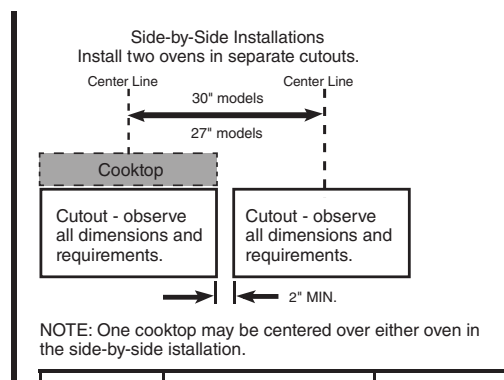 Side-by-Side Installations
Install two ovens in separate cutouts.
Center Line
Center Line
30" models
27" models
Cooktop
Cutout - observe
all dimensions and
requirements.
Cutout - observe
all dimensions and
requirements.
2" MIN.
NOTE: One cooktop may be centered over either oven in
the side-by-side istallation.